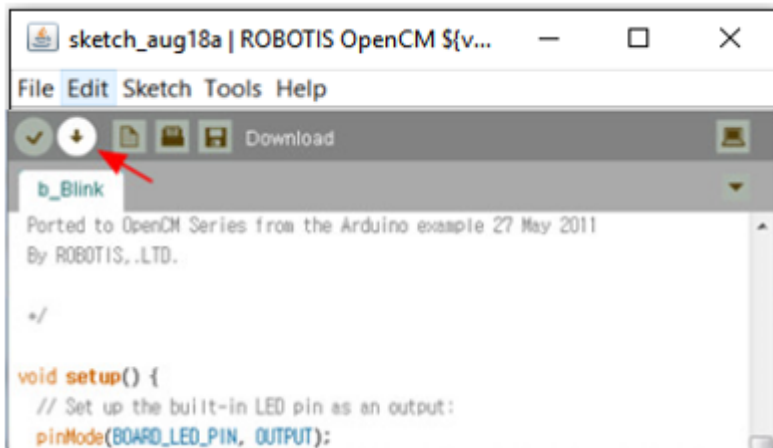 sketch_aug18a | ROBOTIS OpenCM ${v...
File Edit Sketch Tools Help
Download
b_Blink
Ported to OpenCM Series from the Arduino example 27 May 2011
By ROBOTIS,.LTD.
*/
void setup() {
// Set up the built-in LED pin as an output:
pinMode(BOARD_LED_PIN, OUTPUT);